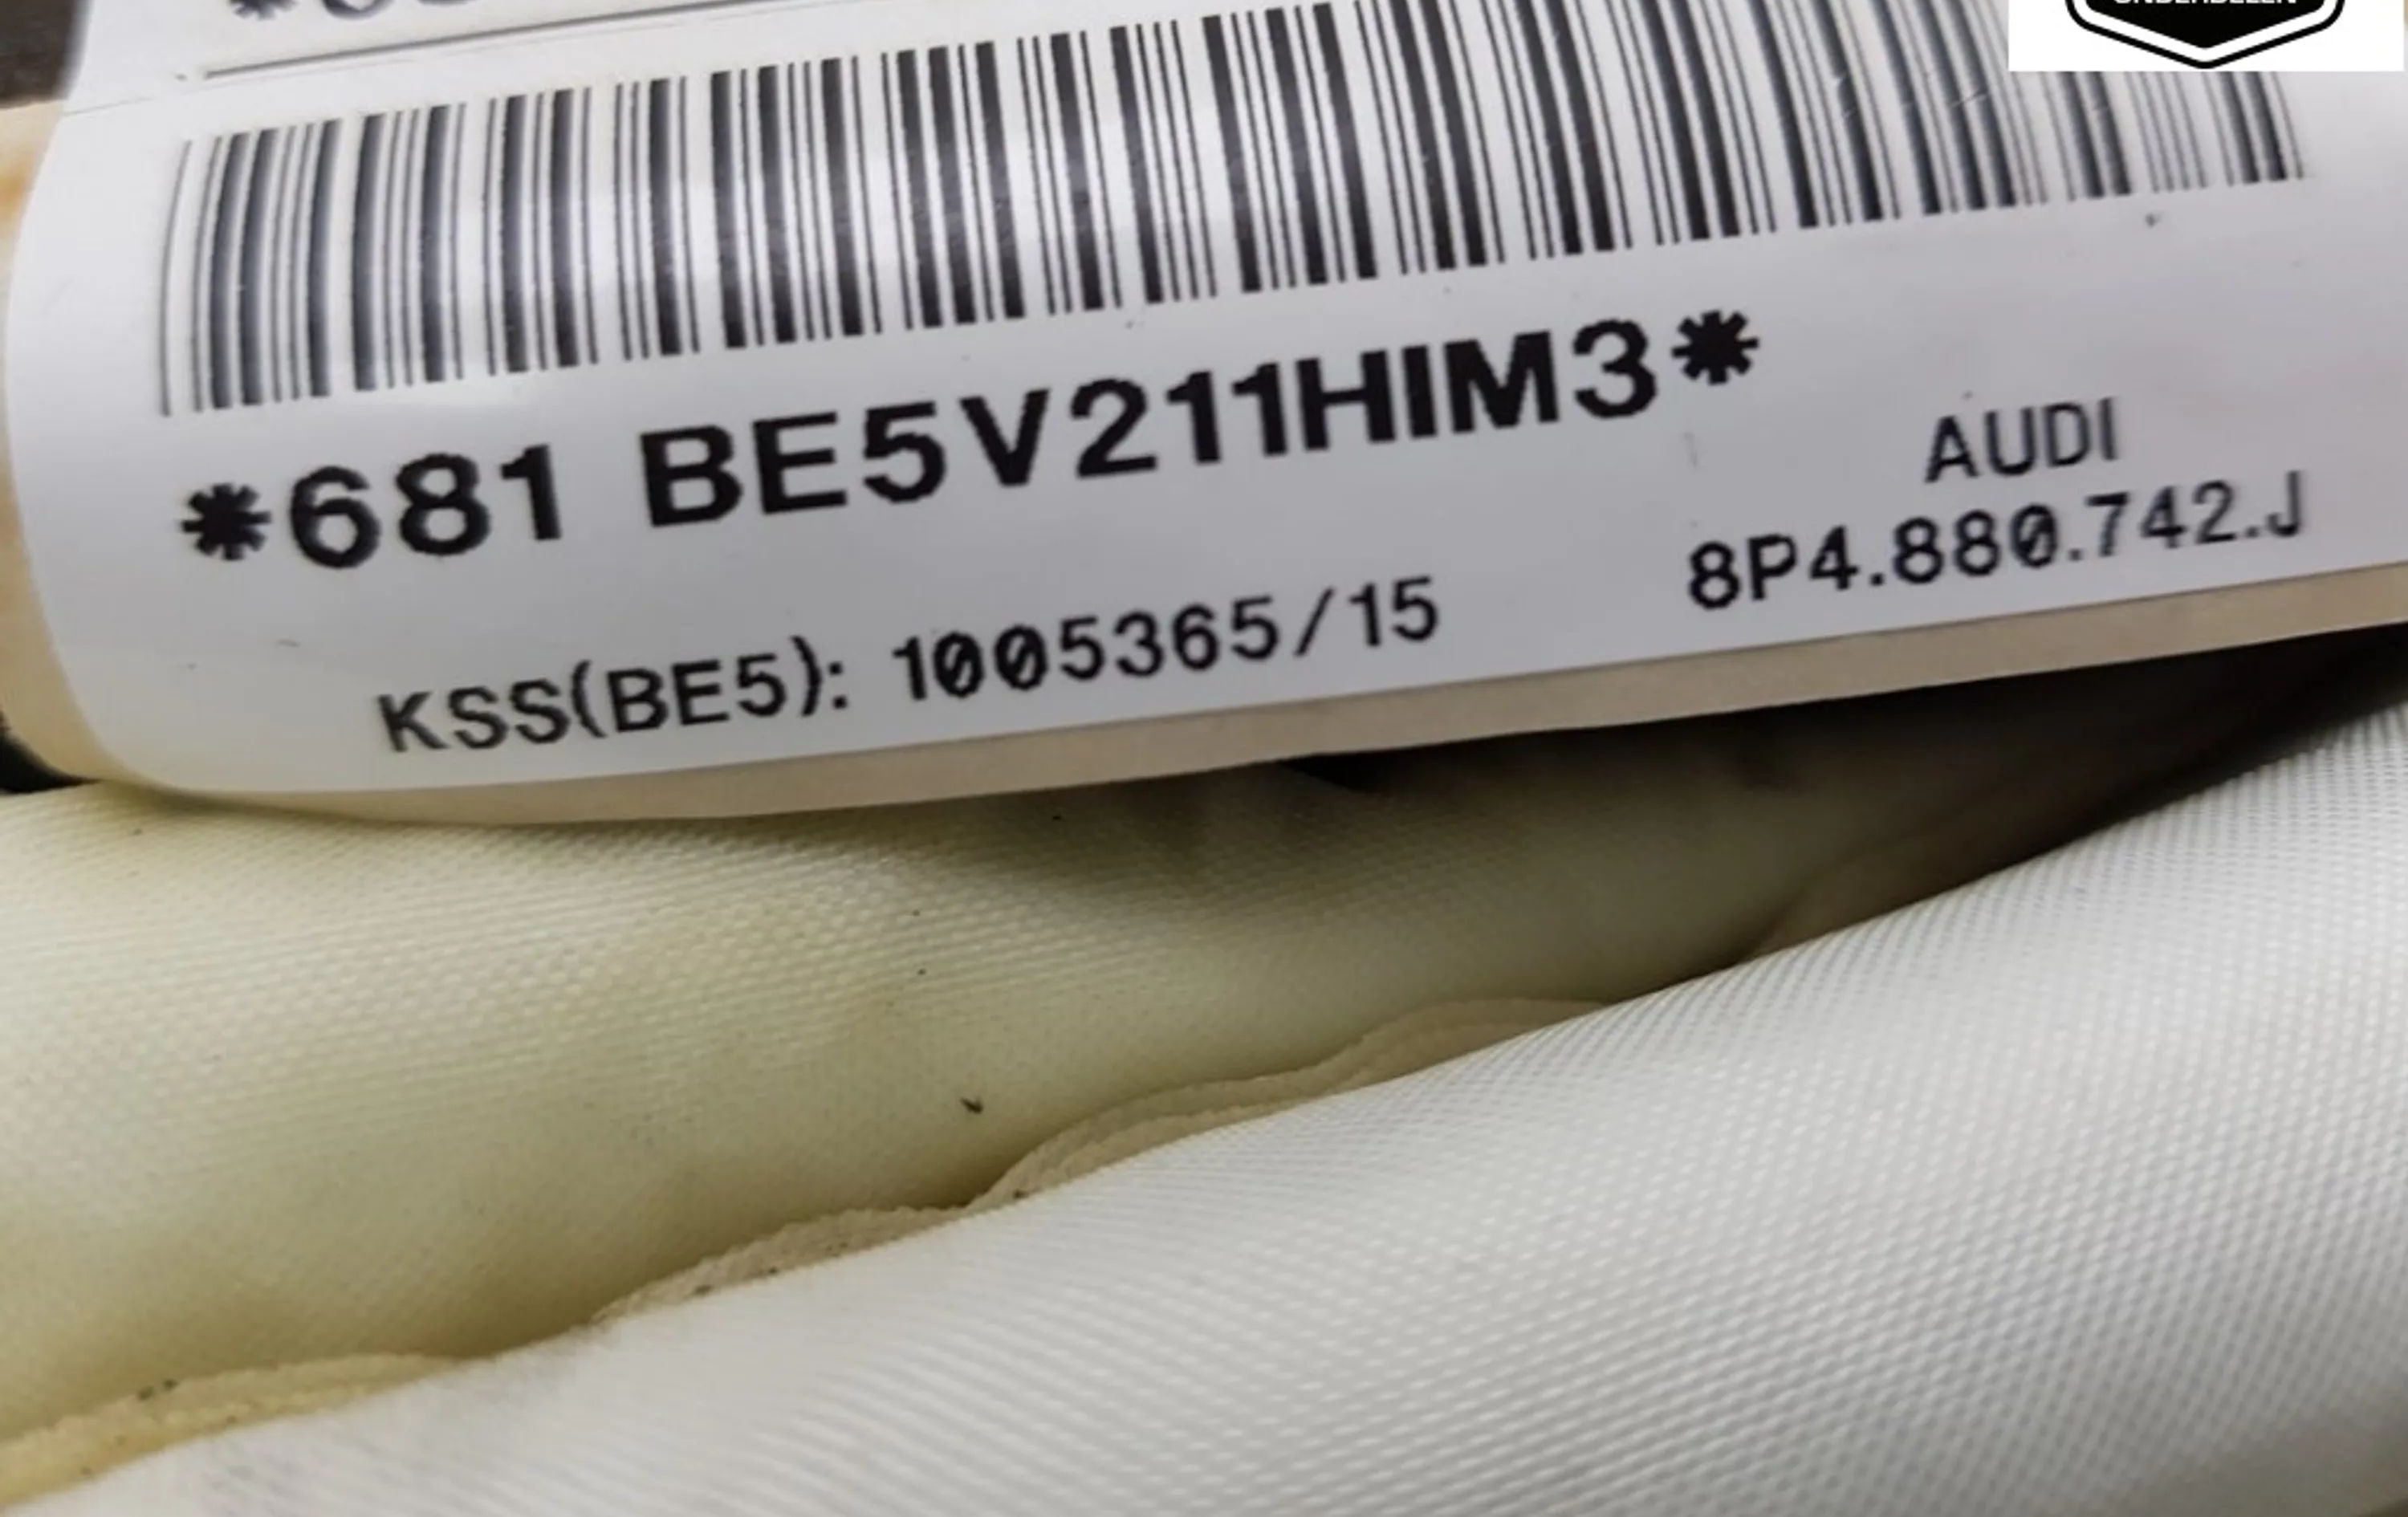 *681 BE5V211HIM3*
AUDI
8P4.880.742.J
KSS(BE5): 1005365/15